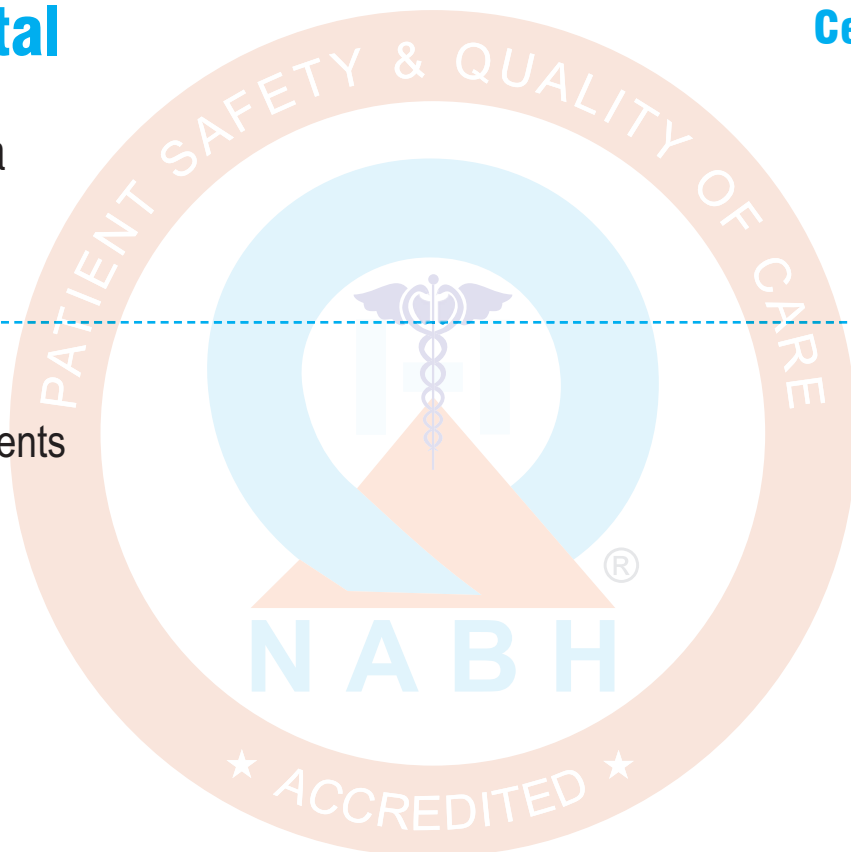 tal
Ce
PATIENT SAFETY & QUALITY OF CARE
a
H
ents
®
NABH
★ ACCREDITED ★